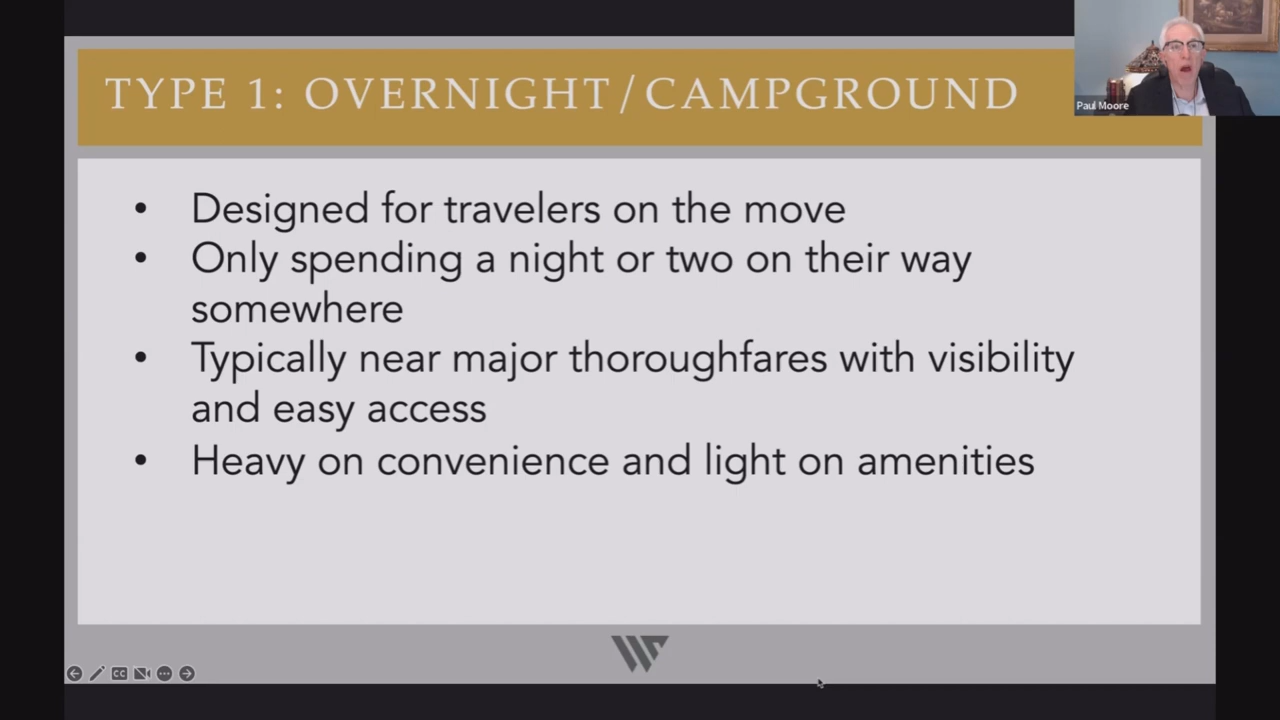 TYPE 1: OVERNIGHT/CAMPGROUND
Paul Moore
• Designed for travelers on the move
• Only spending a night or two on their way
somewhere
• Typically near major thoroughfares with visibility
and easy access
• Heavy on convenience and light on amenities
CC